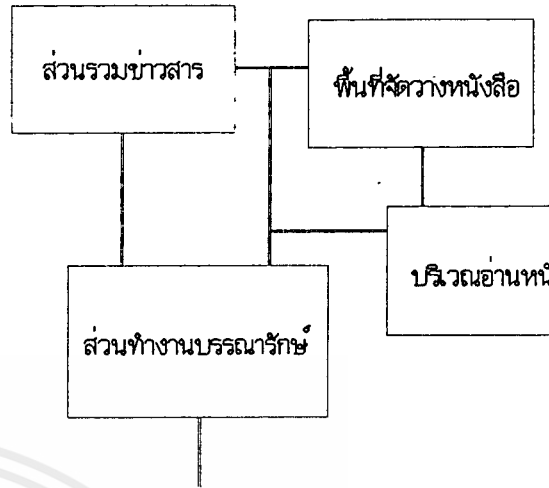 ส่วนรวมข่าวสาร
พื้นที่จัดวางหนังสือ
บริเวณอ่านหนั
ส่วนทำงานบรรณารักษ์